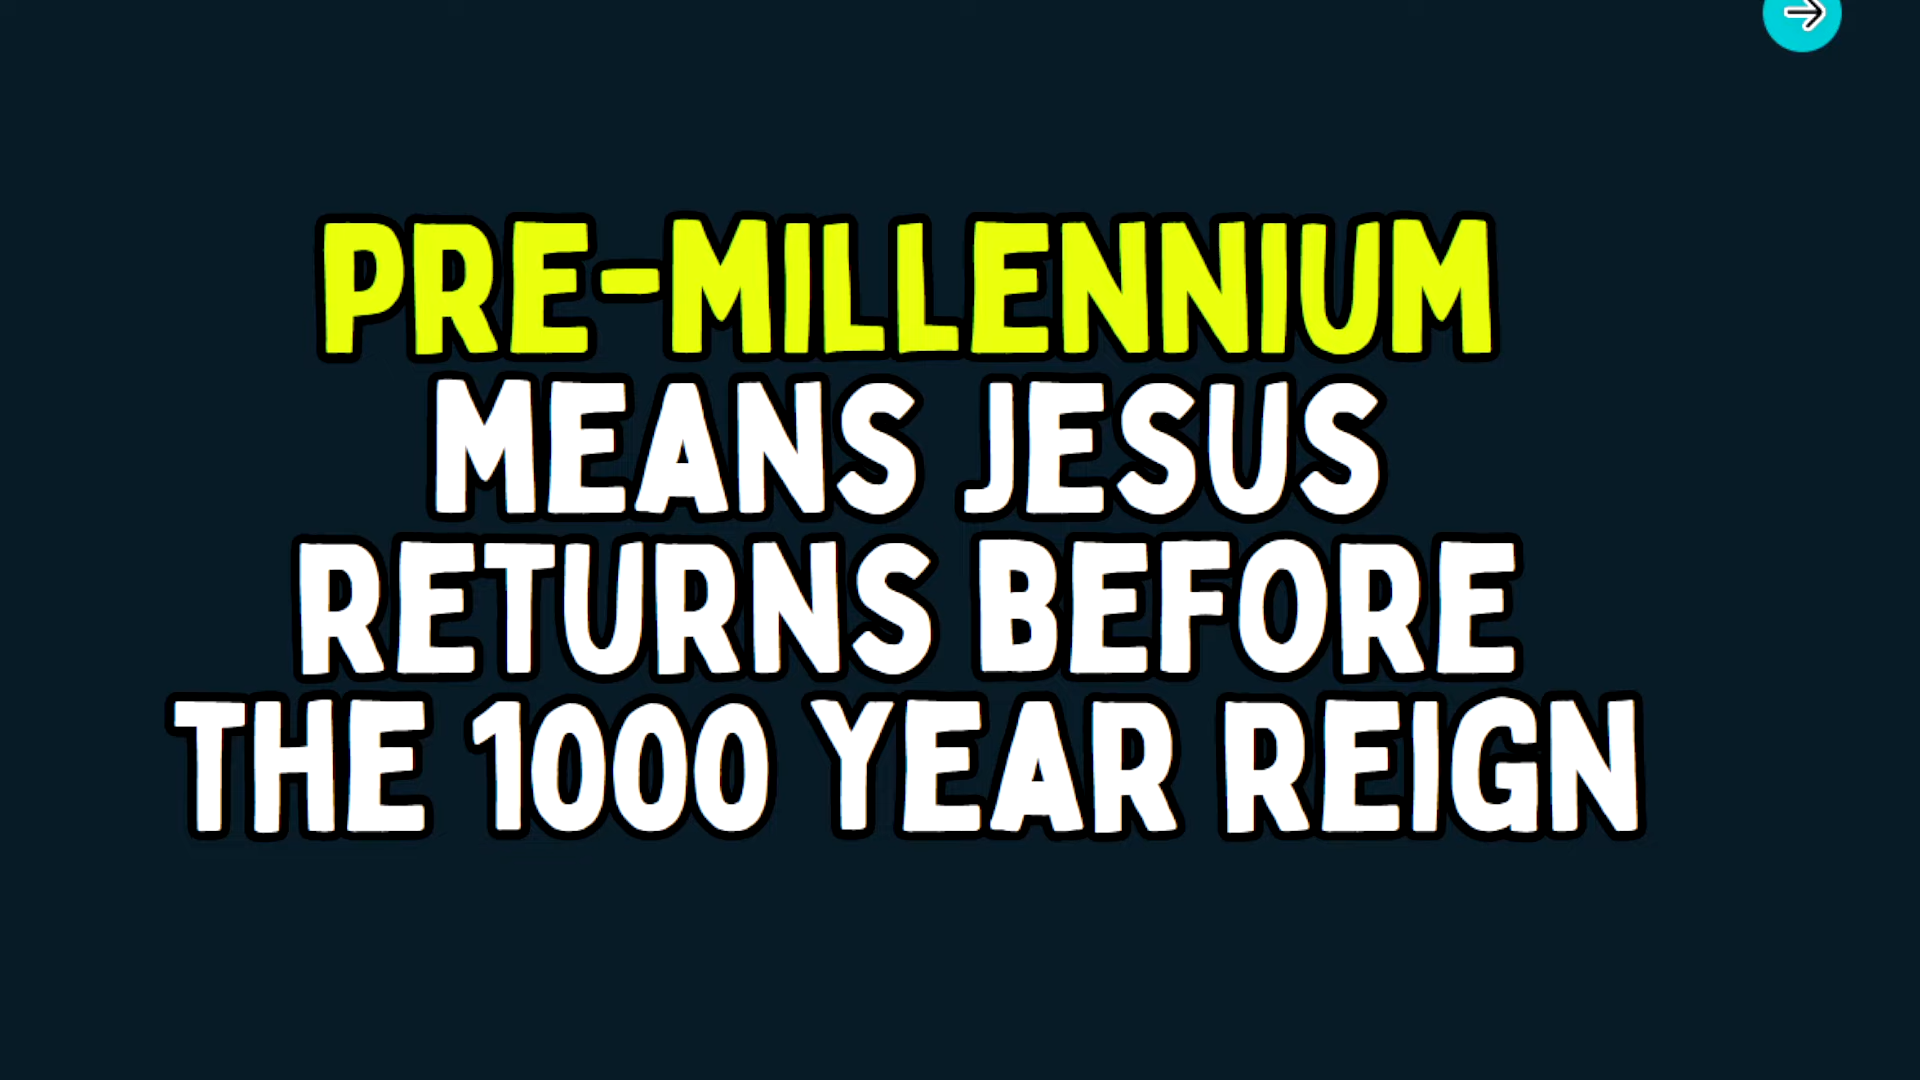 PRE-MILLENNIUM
MEANS JESUS
RETURNS BEFORE
THE 1000 YEAR REIGN